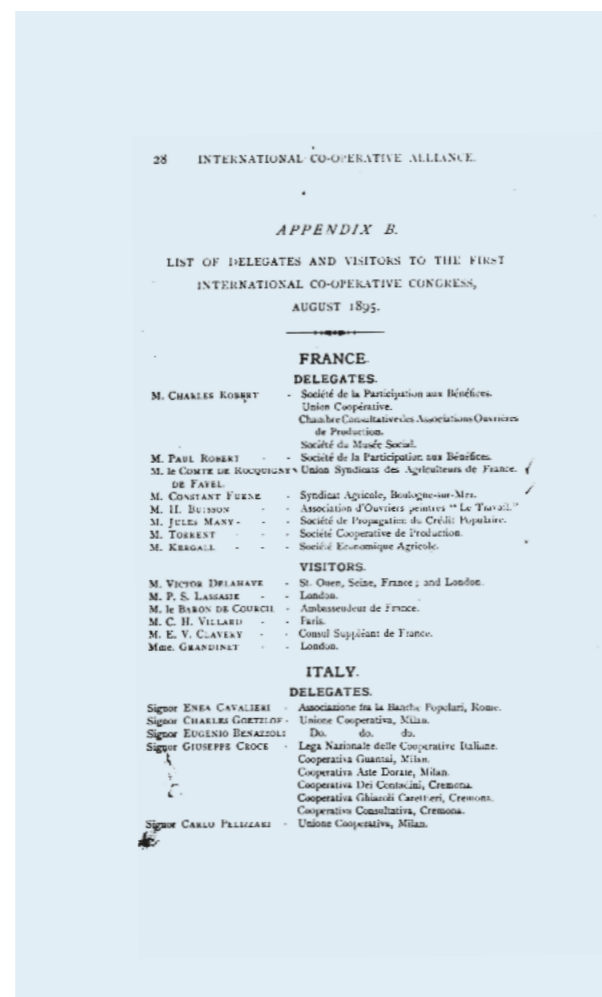 28 INTERNATIONAL CO-OPERATIVE ALLIANCE.
APPENDIX B.
LIST OF DELEGATES AND VISITORS TO THE FIRST
INTERNATIONAL CO-OPERATIVE CONGRESS,
AUGUST 1895.
FRANCE.
DELEGATES.
M. CHARLES ROBERT - Société de la Participation aux Bénéfices.
Union Coopérative.
Chambre Consultative des Associations Ouvrières
de Production.
Société du Musée Social.
M. PAUL ROBERT - - Société de la Participation aux Bénéfices.
M. le COMTE DE ROCQUIGNY Union Syndicats des Agriculteurs de France.
DE FAYEL.
M. CONSTANT FURNE - Syndicat Agricole, Boulogne-sur-Mer.
M. H. BUISSON - - Association d'Ouvriers peintres "Le Travail."
M. JULES MANY - - Société de Propagation du Crédit Populaire.
M. TORRENT - - Société Cooperative de Production.
M. KERGALL - - - Société Economique Agricole.
VISITORS.
M. VICTOR DELAHAYE - St. Ouen, Seine, France; and London.
M. P. S. LASSASIE - - London.
M. le BARON DE COURCIL - Ambassadeur de France.
M. C. H. VILLARD - - Paris.
M. E. V. CLAVERY - - Consul Suppléant de France.
Mme. GRANDINET - - London.
ITALY.
DELEGATES.
Signor ENEA CAVALIERI - Associazione fra la Banche Popolari, Rome.
Signor CHARLES - Unione Cooperativa, Milan.
Signor EUGENIO Do. do. do.
Signor GIUSEPPE CROCE - Lega Nazionale delle Cooperative Italiane.
Cooperativa Guantai, Milan.
Cooperativa Aste Dorate, Milan.
Cooperativa Dei Cremona.
Cooperativa Cremona.
Cooperativa Consultativa, Cremona.
Signor CARLO - Unione Cooperativa, Milan.